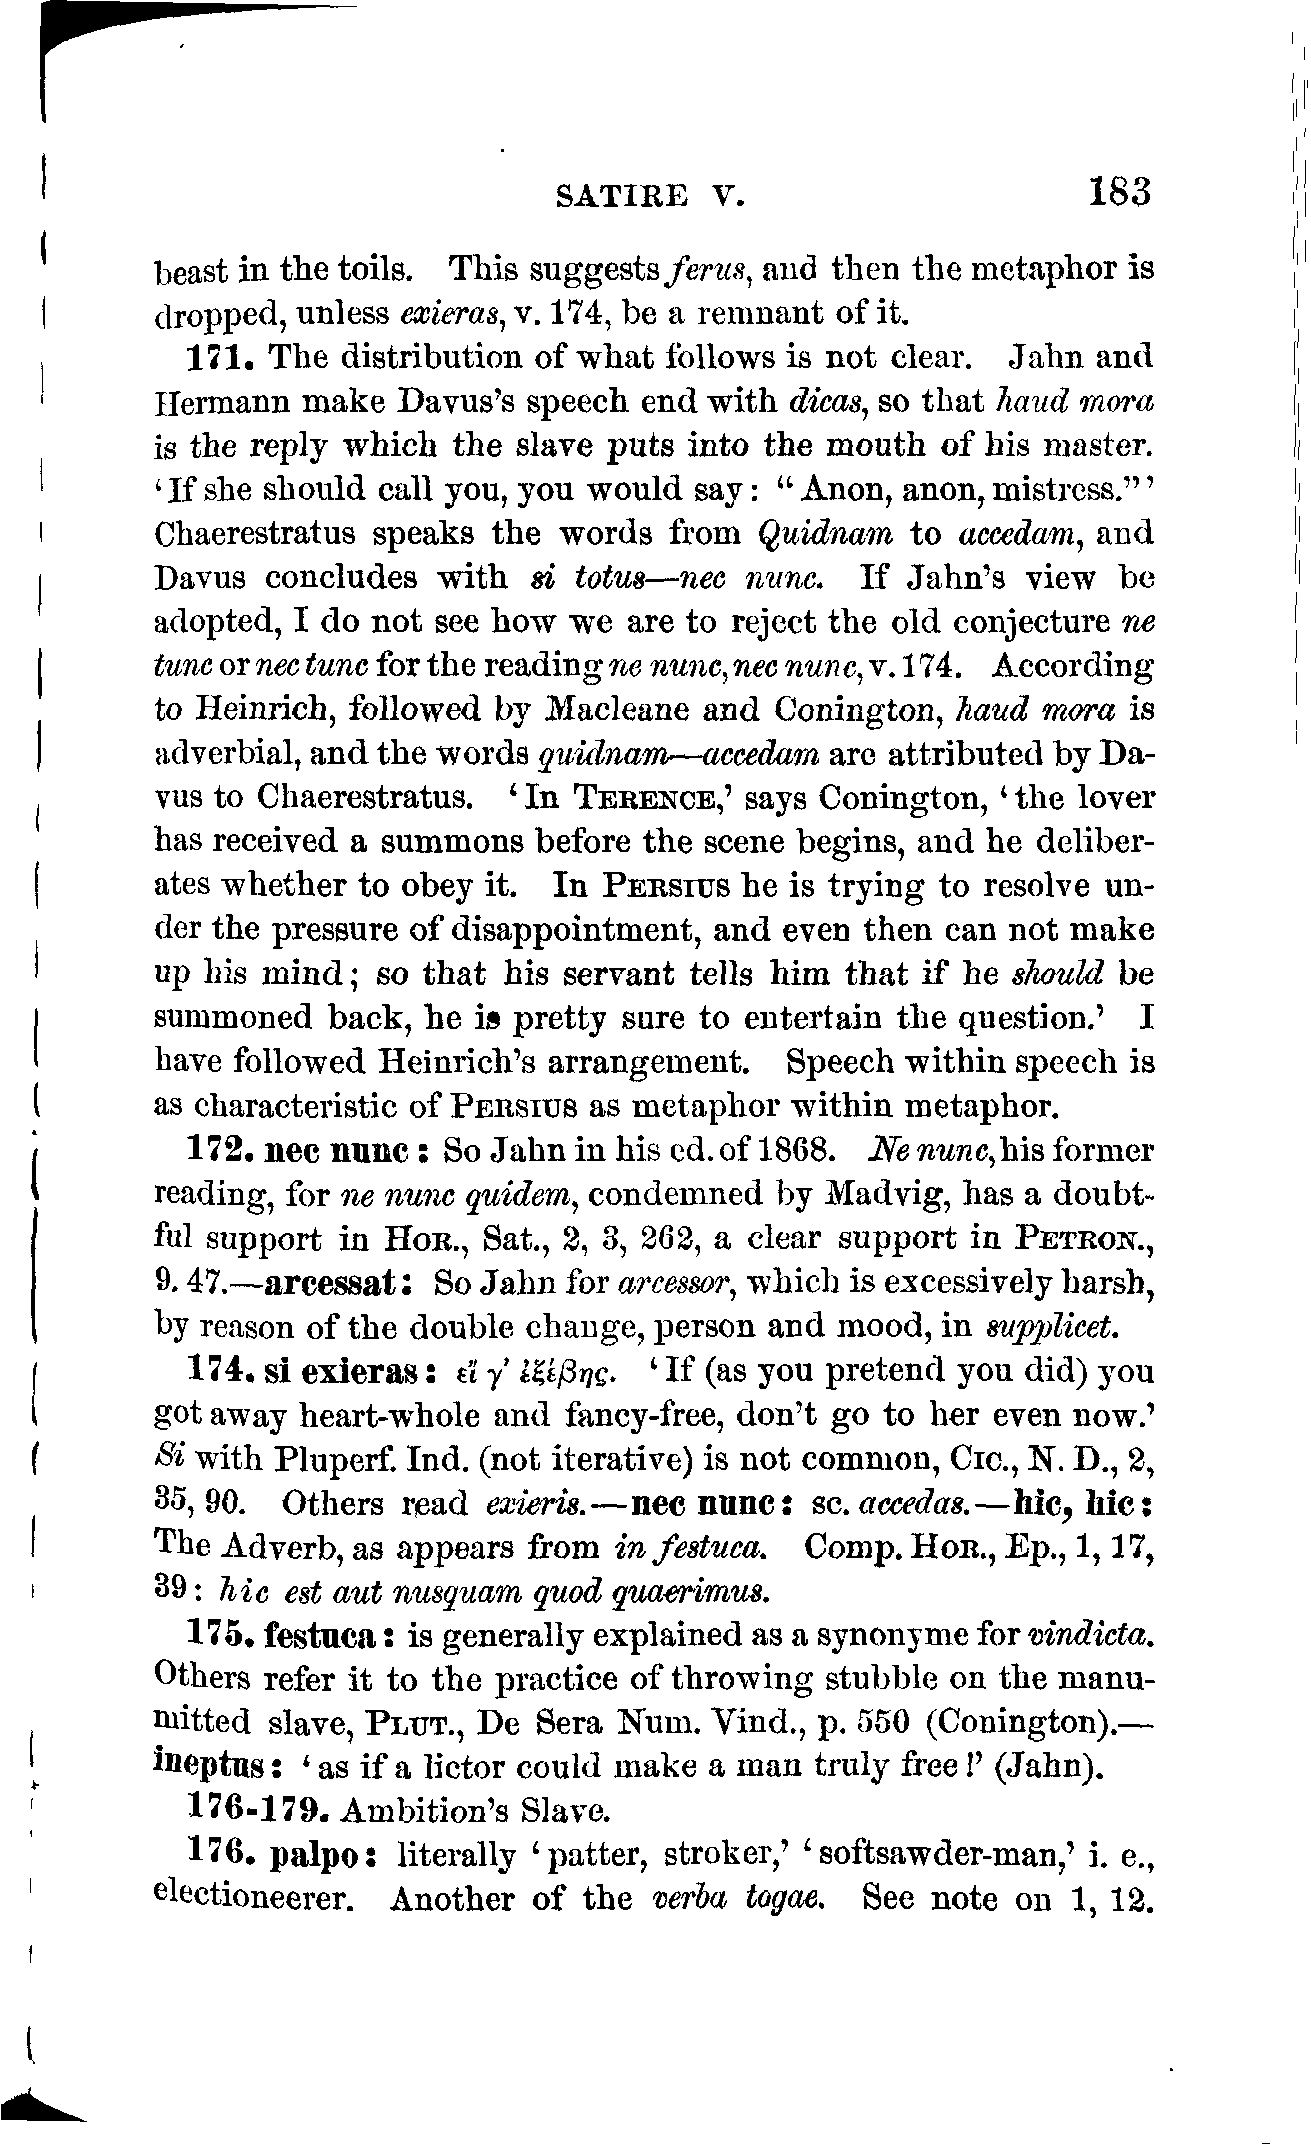 SATIRE V. 183
beast in the toils. This suggests ferus, and then the metaphor is
dropped, unless exieras, v. 174, be a remnant of it.
171. The distribution of what follows is not clear. Jahn and
Hermann make Davus's speech end with dicas, so that haud mora
is the reply which the slave puts into the mouth of his master.
‘If she should call you, you would say: “Anon, anon, mistress.”’
Chaerestratus speaks the words from Quidnam to accedam, and
Davus concludes with si totus—nec nunc. If Jahn's view be
adopted, I do not see how we are to reject the old conjecture ne
tunc or nec tunc for the reading ne nunc, nec nunc, v. 174. According
to Heinrich, followed by Macleane and Conington, haud mora is
adverbial, and the words quidnam—accedam are attributed by Da-
vus to Chaerestratus. ‘In TERENCE,’ says Conington, ‘the lover
has received a summons before the scene begins, and he deliber-
ates whether to obey it. In PERSIUS he is trying to resolve un-
der the pressure of disappointment, and even then can not make
up his mind; so that his servant tells him that if he should be
summoned back, he is pretty sure to entertain the question.’ I
have followed Heinrich's arrangement. Speech within speech is
as characteristic of PERSIUS as metaphor within metaphor.
172. nec nunc: So Jahn in his ed. of 1868. Ne nunc, his former
reading, for ne nunc quidem, condemned by Madvig, has a doubt-
ful support in HOR., Sat., 2, 3, 262, a clear support in PETRON.,
9. 47.—arcessat: So Jahn for arcessor, which is excessively harsh,
by reason of the double change, person and mood, in supplicet.
174. si exieras: εἴ γ’ ἐξέβης. ‘If (as you pretend you did) you
got away heart-whole and fancy-free, don't go to her even now.’
Si with Pluperf. Ind. (not iterative) is not common, CIC., N. D., 2,
35, 90. Others read exieris.—nec nunc: sc. accedas.—hic, hic:
The Adverb, as appears from in festuca. Comp. HOR., Ep., 1, 17,
39: hic est aut nusquam quod quaerimus.
175. festuca: is generally explained as a synonyme for vindicta.
Others refer it to the practice of throwing stubble on the manu-
mitted slave, PLUT., De Sera Num. Vind., p. 550 (Conington).—
ineptus: ‘as if a lictor could make a man truly free!’ (Jahn).
176-179. Ambition's Slave.
176. palpo: literally ‘patter, stroker,’ ‘softsawder-man,’ i. e.,
electioneerer. Another of the verba togae. See note on 1, 12.